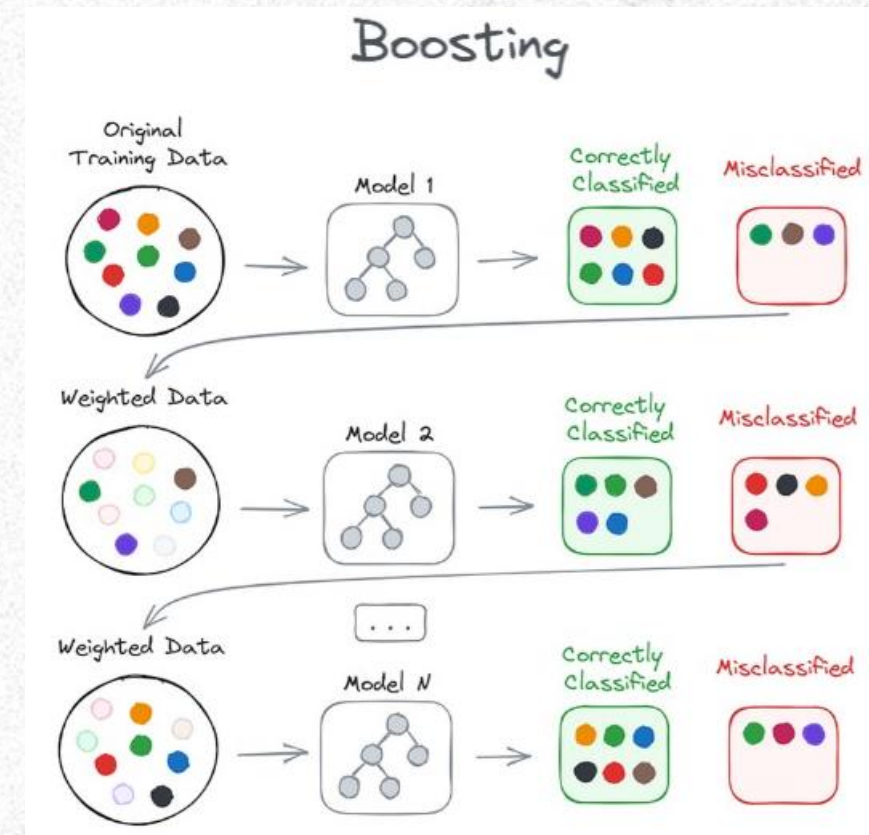 Boosting
Original
Training Data
Model 1
Correctly
Classified
Misclassified
Weighted Data
Model 2
Correctly
Classified
Misclassified
...
Weighted Data
Model N
Correctly
Classified
Misclassified